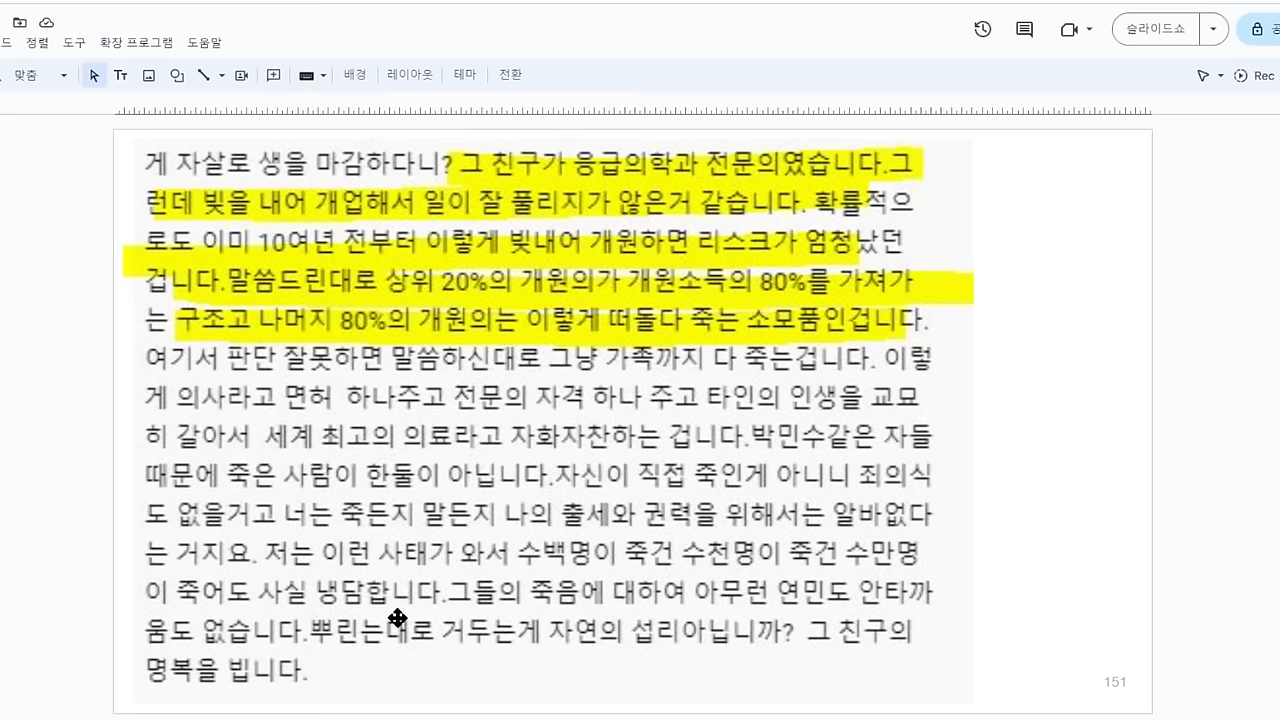 드 정렬 도구 확장 프로그램 도움말
슬라이드쇼
맞춤 Tт 배경 레이아웃 테마 전환 Rec
게 자살로 생을 마감하다니? 그 친구가 응급의학과 전문의였습니다.그
런데 빚을 내어 개업해서 일이 잘 풀리지가 않은거 같습니다. 확률적으
로도 이미 10여년 전부터 이렇게 빚내어 개원하면 리스크가 엄청났던
겁니다.말씀드린대로 상위 20%의 개원의가 개원소득의 80%를 가져가
는 구조고 나머지 80%의 개원의는 이렇게 떠돌다 죽는 소모품인겁니다.
여기서 판단 잘못하면 말씀하신대로 그냥 가족까지 다 죽는겁니다. 이렇
게 의사라고 면허 하나주고 전문의 자격 하나 주고 타인의 인생을 교묘
히 갈아서 세계 최고의 의료라고 자화자찬하는 겁니다.박민수같은 자들
때문에 죽은 사람이 한둘이 아닙니다.자신이 직접 죽인게 아니니 죄의식
도 없을거고 너는 죽든지 말든지 나의 출세와 권력을 위해서는 알바없다
는 거지요. 저는 이런 사태가 와서 수백명이 죽건 수천명이 죽건 수만명
이 죽어도 사실 냉담합니다.그들의 죽음에 대하여 아무런 연민도 안타까
움도 없습니다.뿌린는대로 거두는게 자연의 섭리아닙니까? 그 친구의
명복을 빕니다.
151